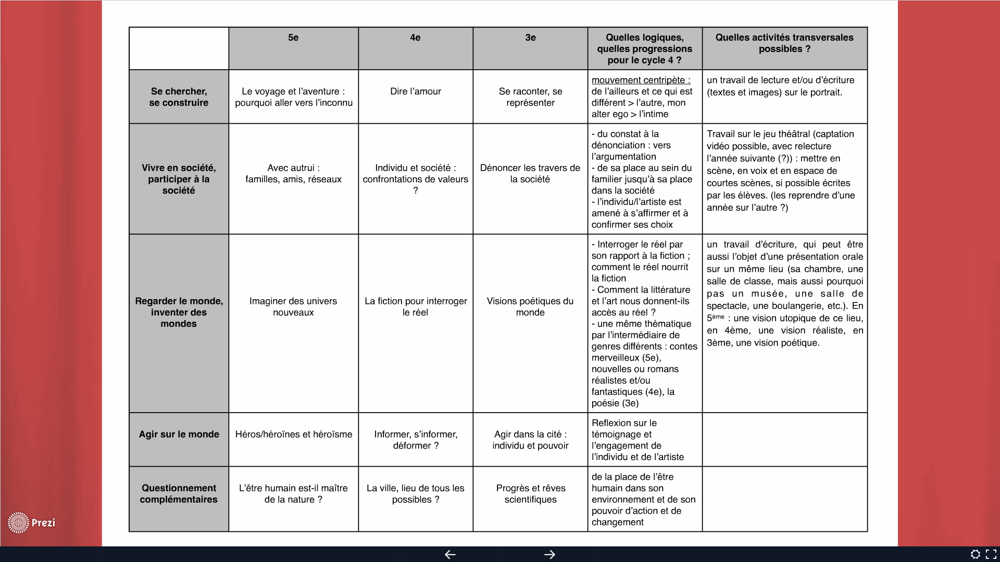 5e
4e
3e
Quelles logiques,
quelles progressions
pour le cycle 4 ?
Quelles activités transversales
possibles ?
Se chercher,
se construire
Le voyage et l’aventure :
pourquoi aller vers l’inconnu
Dire l’amour
Se raconter, se
représenter
mouvement centripète :
de l’ailleurs et ce qui est
différent > l’autre, mon
alter ego > l’intime
un travail de lecture et/ou d’écriture
(textes et images) sur le portrait.
Vivre en société,
participer à la
société
Avec autrui :
familles, amis, réseaux
Individu et société :
confrontations de valeurs
?
Dénoncer les travers de
la société
- du constat à la
dénonciation : vers
l’argumentation
- de sa place au sein du
familier jusqu’à sa place
dans la société
- l’individu/l’artiste est
amené à s’affirmer et à
confirmer ses choix
Travail sur le jeu théâtral (captation
vidéo possible, avec relecture
l’année suivante (?)) : mettre en
scène, en voix et en espace de
courtes scènes, si possible écrites
par les élèves. (les reprendre d’une
année sur l’autre ?)
Regarder le monde,
inventer des
mondes
Imaginer des univers
nouveaux
La fiction pour interroger
le réel
Visions poétiques du
monde
- Interroger le réel par
son rapport à la fiction ;
comment le réel nourrit
la fiction
- Comment la littérature
et l’art nous donnent-ils
accès au réel ?
- une même thématique
par l’intermédiaire de
genres différents : contes
merveilleux (5e),
nouvelles ou romans
réalistes et/ou
fantastiques (4e), la
poésie (3e)
un travail d’écriture, qui peut être
aussi l’objet d’une présentation orale
sur un même lieu (sa chambre, une
salle de classe, mais aussi pourquoi
pas un musée, une salle de
spectacle, une boulangerie, etc.). En
5ème : une vision utopique de ce lieu,
en 4ème, une vision réaliste, en
3ème, une vision poétique.
Agir sur le monde
Héros/héroïnes et héroïsme
Informer, s’informer,
déformer ?
Agir dans la cité :
individu et pouvoir
Reflexion sur le
témoignage et
l’engagement de
l’individu et de l’artiste
Questionnement
complémentaires
L’être humain est-il maître
de la nature ?
La ville, lieu de tous les
possibles ?
Progrès et rêves
scientifiques
de la place de l’être
humain dans son
environnement et de son
pouvoir d’action et de
changement
Prezi